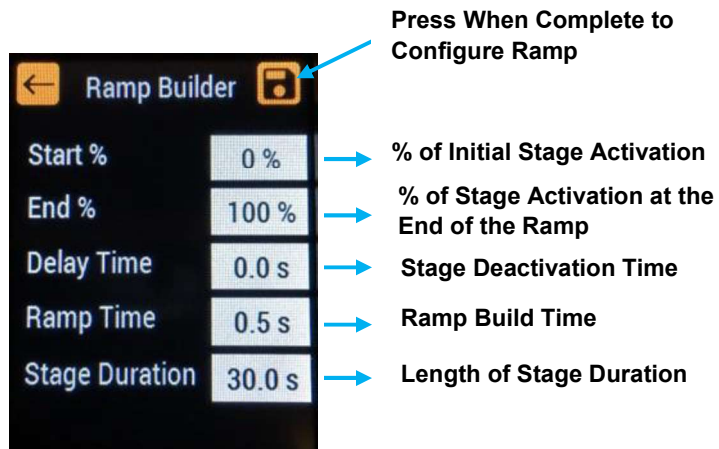 Press When Complete to
Configure Ramp
Ramp Builder
Start % 0 % % of Initial Stage Activation
End % 100 % % of Stage Activation at the
End of the Ramp
Delay Time 0.0 s Stage Deactivation Time
Ramp Time 0.5 s Ramp Build Time
Stage Duration 30.0 s Length of Stage Duration